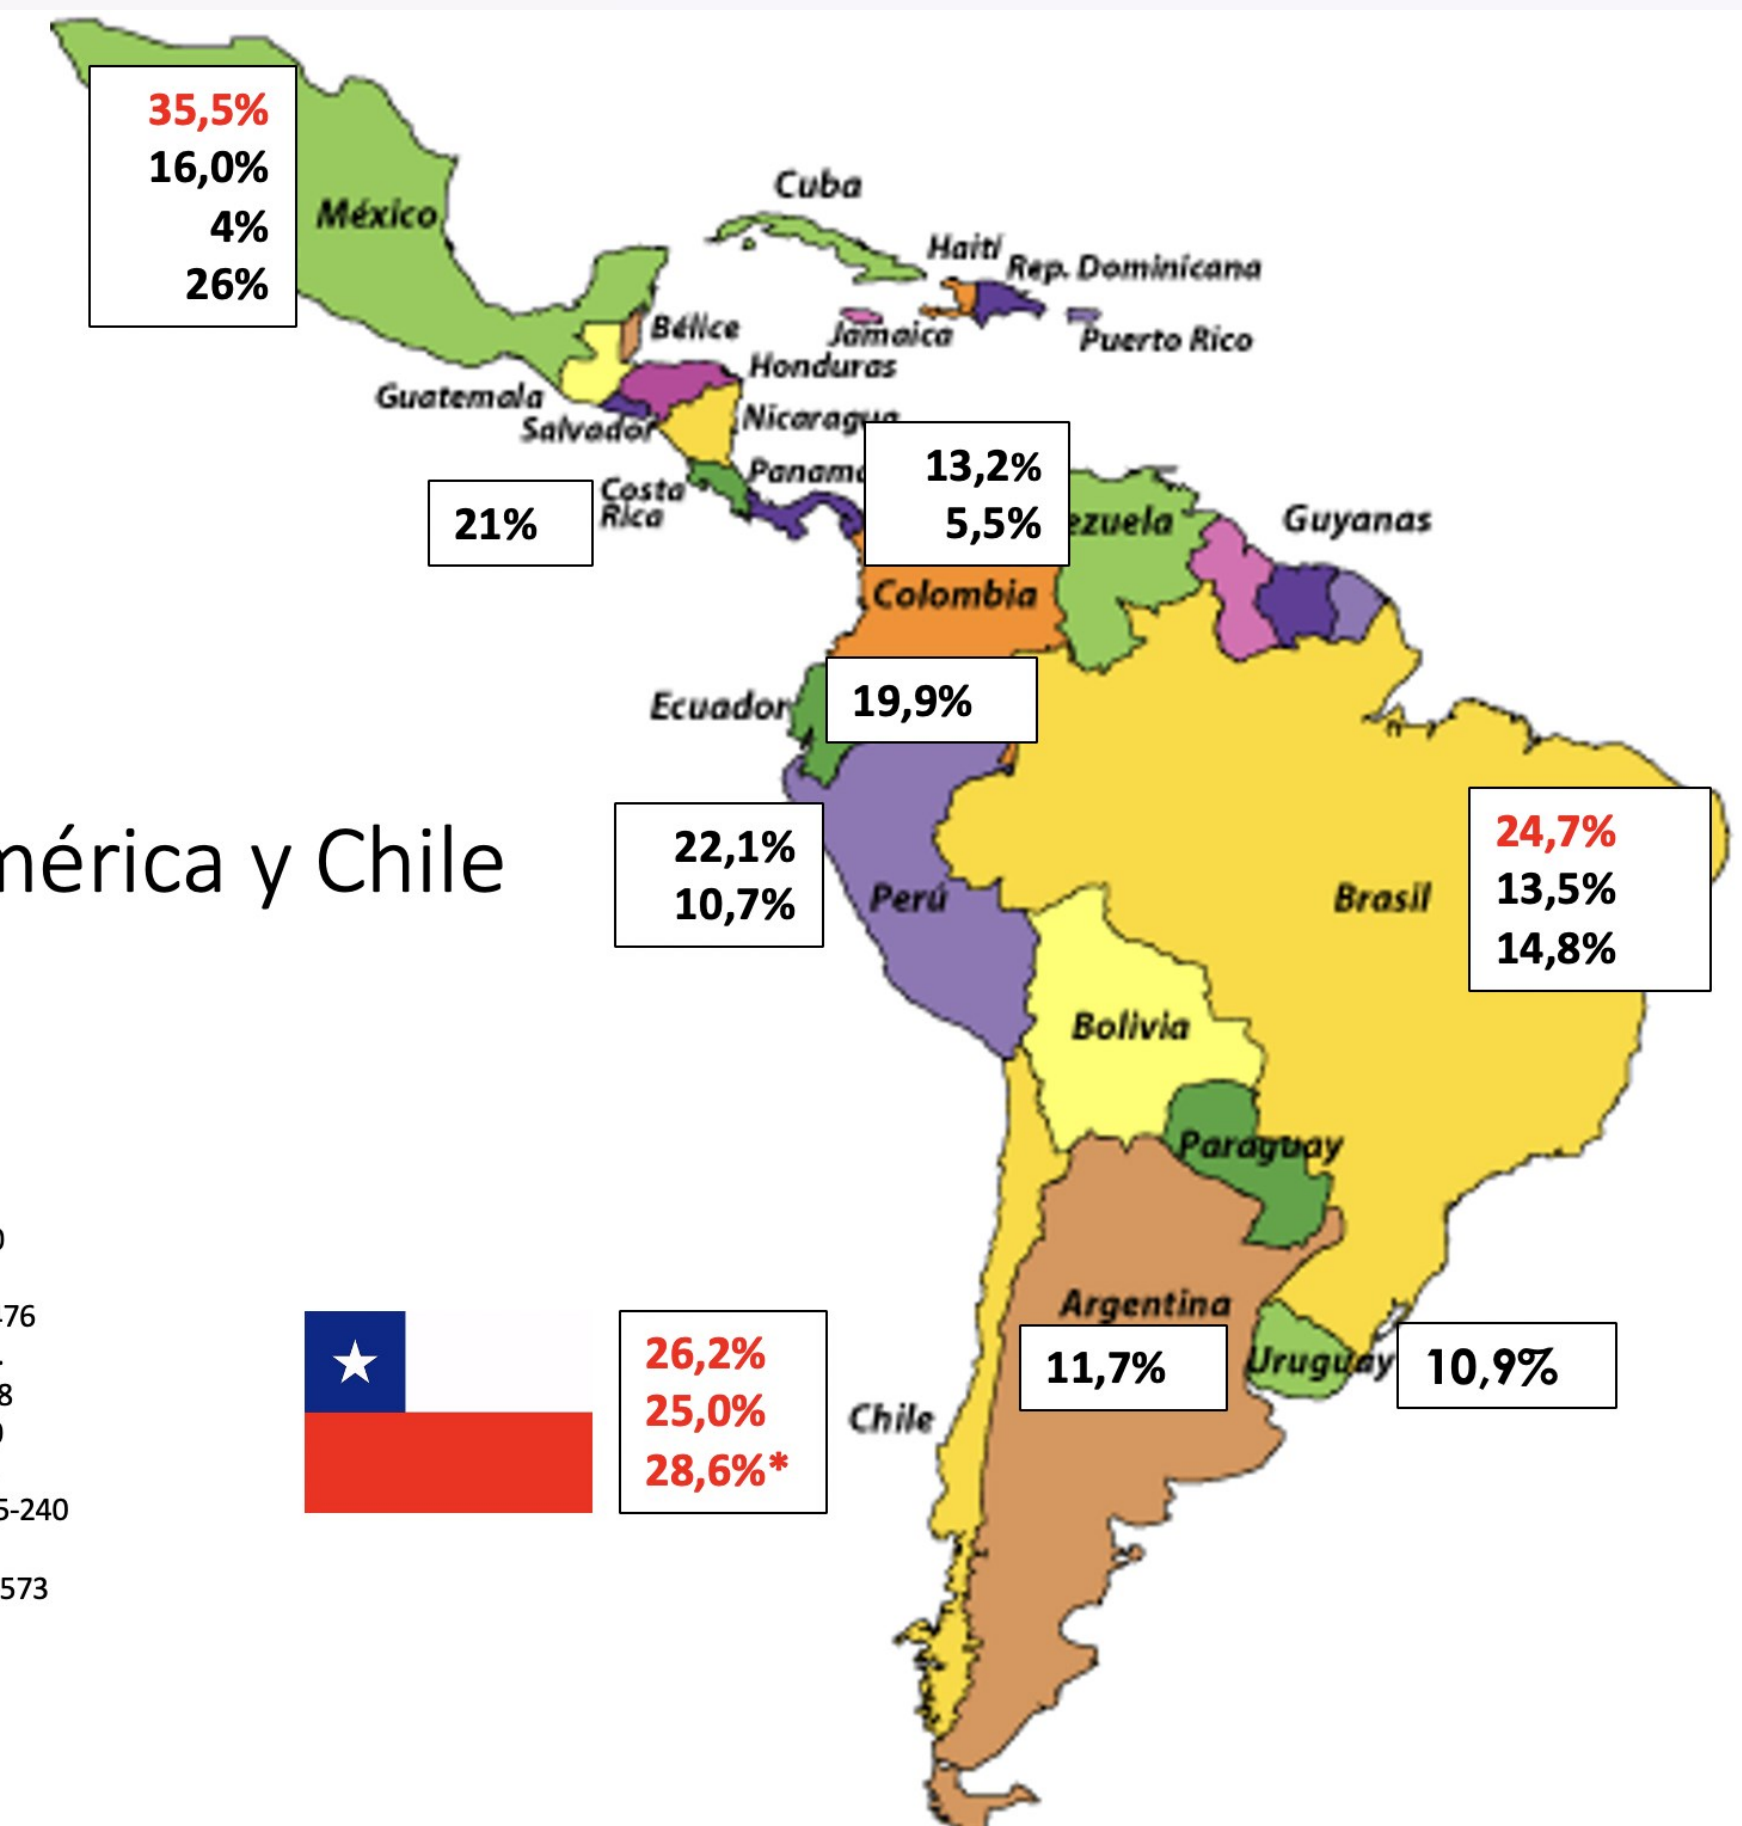 35,5%
16,0%
4%
26%
México
Cuba
Haití
Rep. Dominicana
Jamaica
Puerto Rico
Bélice
Honduras
Guatemala
Salvador
Nicaragua
Panamá
Costa
Rica
21%
13,2%
5,5%
ezuela
Guyanas
Colombia
Ecuador
19,9%
22,1%
10,7%
Perú
Brasil
24,7%
13,5%
14,8%
mérica y Chile
Bolivia
Paraguay
Argentina
11,7%
Uruguay
10,9%
Chile
26,2%
25,0%
28,6%*
476
8
5-240
573